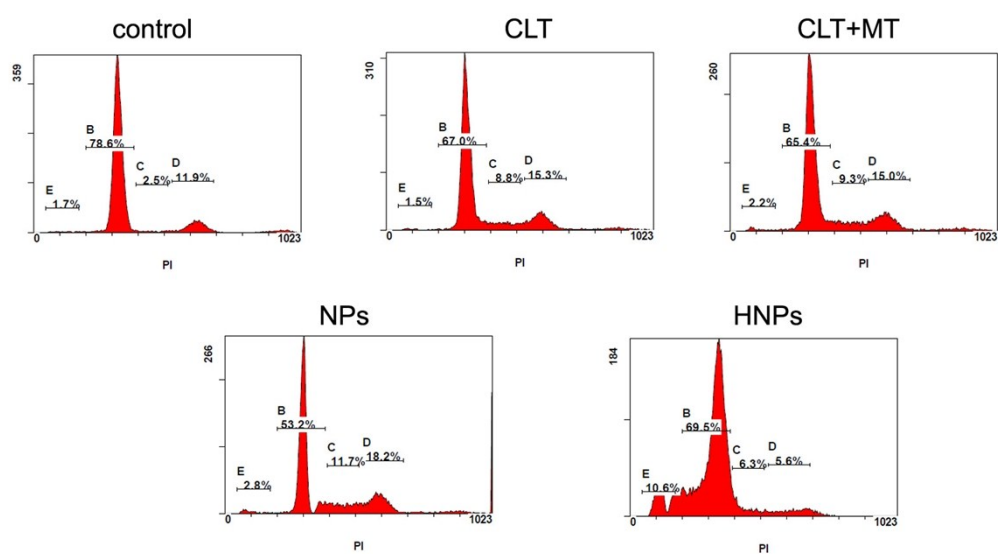 control
359
B
78.6%
C
2.5%
D
11.9%
E
1.7%
0
1023
PI
CLT
310
B
67.0%
C
8.8%
D
15.3%
E
1.5%
0
1023
PI
CLT+MT
260
B
65.4%
C
9.3%
D
15.0%
E
2.2%
0
1023
PI
NPs
266
B
53.2%
C
11.7%
D
18.2%
E
2.8%
0
1023
PI
HNPs
184
B
69.5%
C
6.3%
D
5.6%
E
10.6%
0
1023
PI